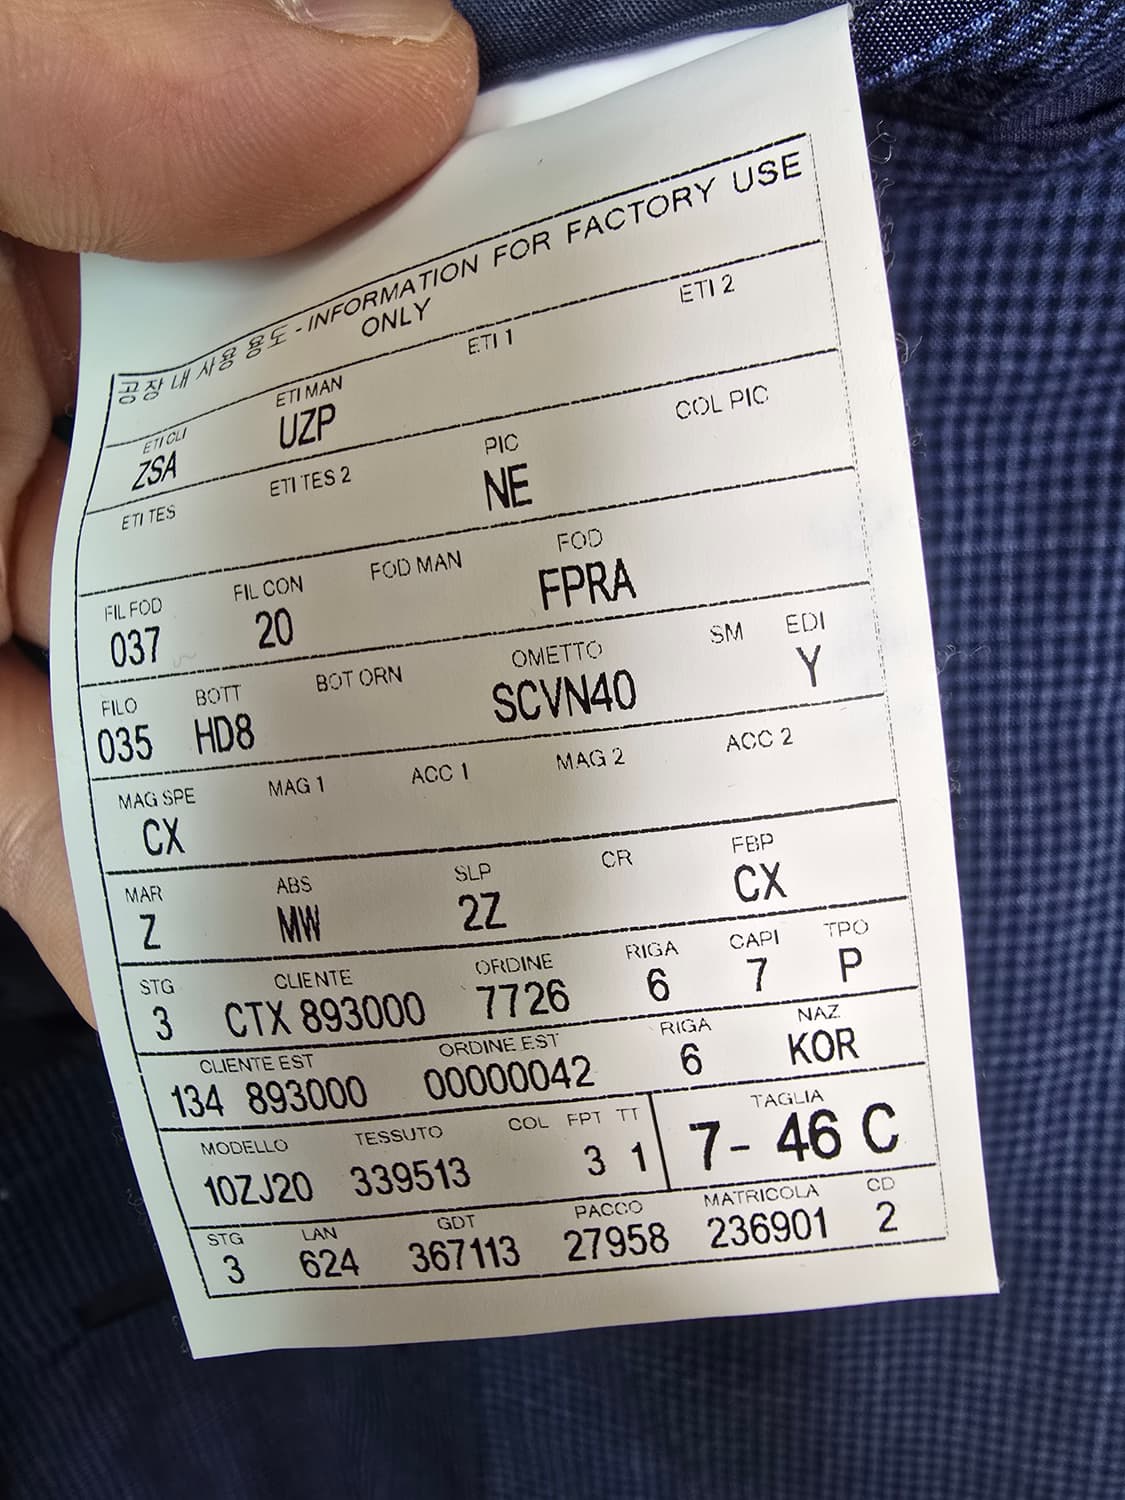 공장 내 사용 용도 - INFORMATION FOR FACTORY USE
ONLY
ETI CLI ETI MAN ETI 1 ETI 2
ZSA UZP
ETI TES ETI TES 2 PIC COL PIC
NE
FIL FOD FIL CON FOD MAN FOD
037 20 FPRA
FILO BOTT BOT ORN OMETTO SM EDI
035 HD8 SCVN40 Y
MAG SPE MAG 1 ACC 1 MAG 2 ACC 2
CX
MAR ABS SLP CR FBP
Z MW 2Z CX
STG CLIENTE ORDINE RIGA CAPI TPO
3 CTX 893000 7726 6 7 P
CLIENTE EST ORDINE EST RIGA NAZ
134 893000 00000042 6 KOR
MODELLO TESSUTO COL FPT TT TAGLIA
10ZJ20 339513 3 1 7- 46 C
STG LAN GDT PACCO MATRICOLA CD
3 624 367113 27958 236901 2